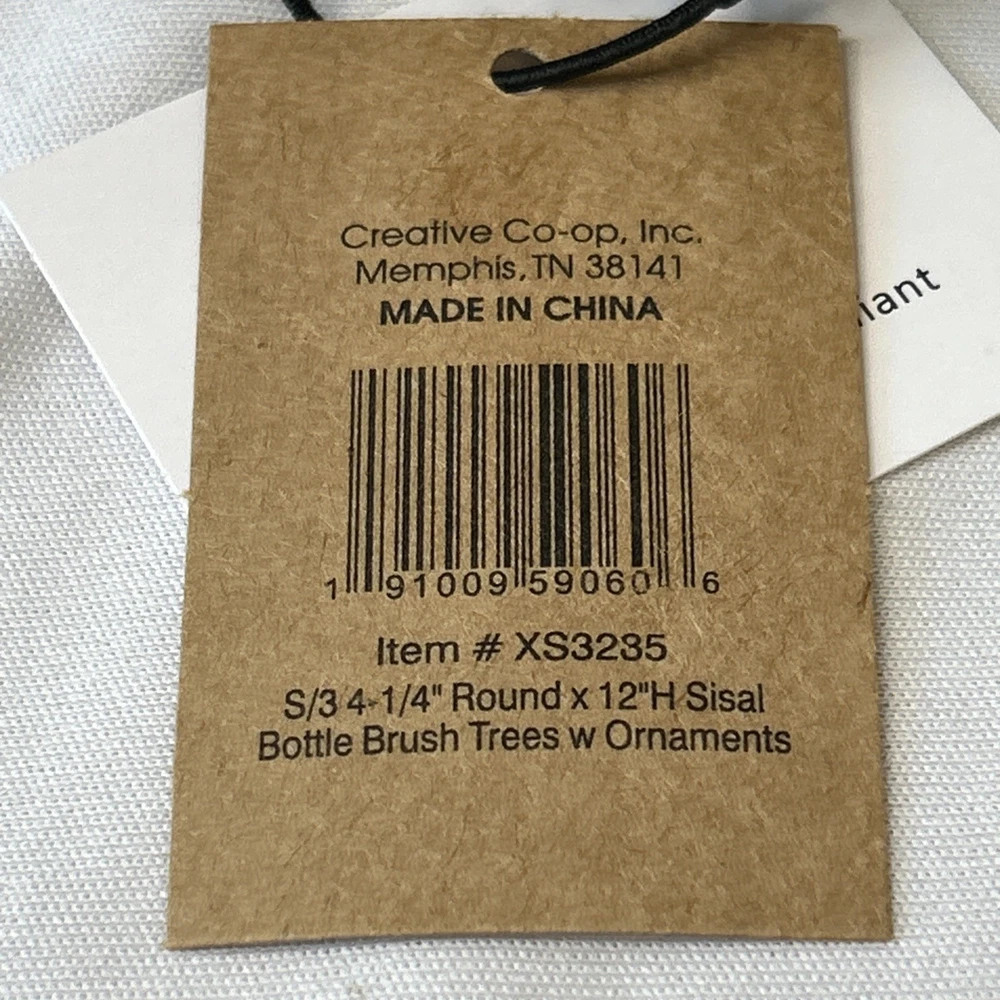 Creative Co-op, Inc.
Memphis, TN 38141
MADE IN CHINA
1 91009 59060 6
Item # XS3235
S/3 4-1/4" Round x 12"H Sisal
Bottle Brush Trees w Ornaments